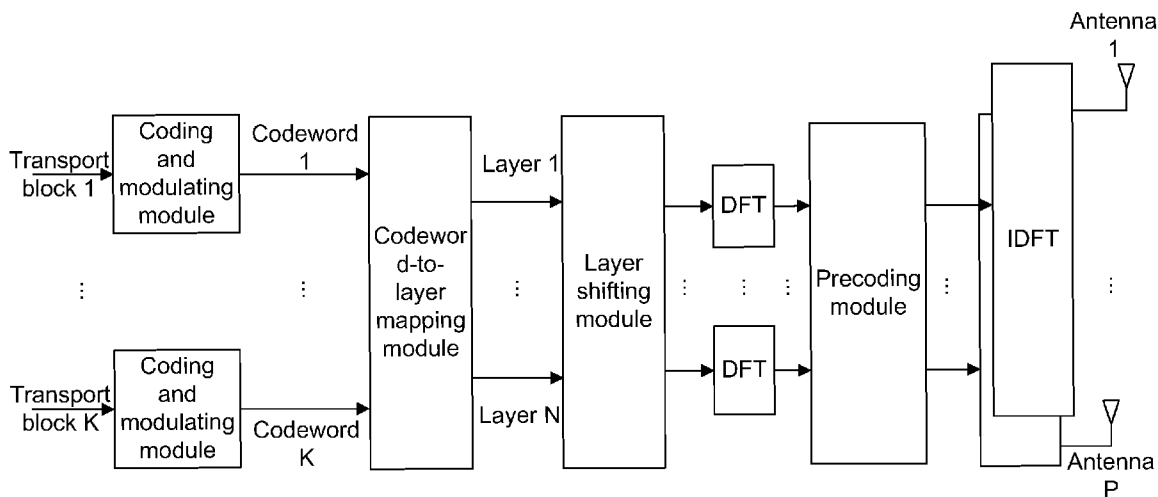 Antenna
1
Coding
and
modulating
module
Codeword
1
Transport
block 1
Layer 1
DFT
IDFT
Codewor
d-to-
layer
mapping
module
Layer
shifting
module
Precoding
module
Coding
and
modulating
module
Transport
block K
DFT
Layer N
Codeword
K
Antenna
P